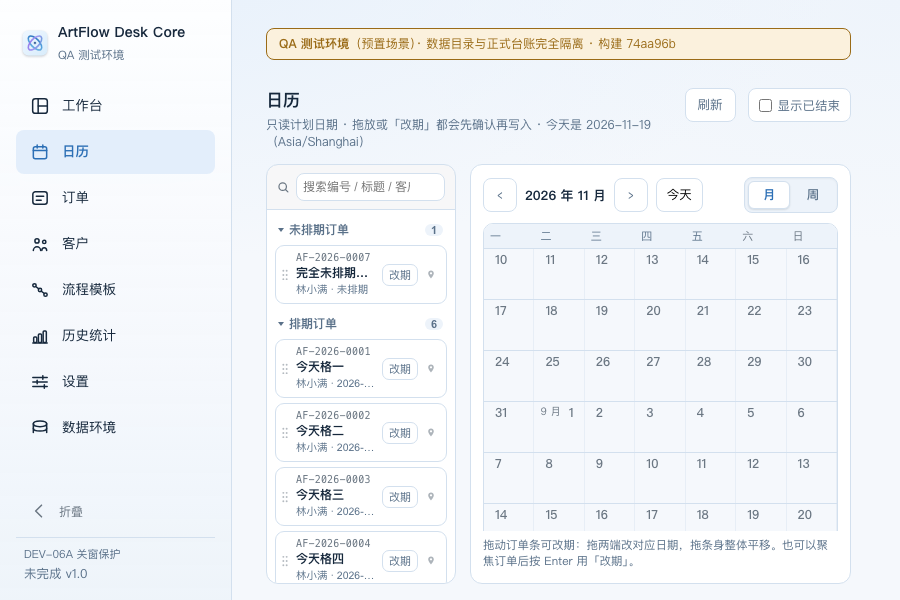 ArtFlow Desk Core
QA 测试环境
工作台
日历
订单
客户
流程模板
历史统计
设置
数据环境
折叠
DEV-06A 关窗保护
未完成 v1.0
QA 测试环境（预置场景）· 数据目录与正式台账完全隔离 · 构建 74aa96b
日历
只读计划日期 · 拖放或「改期」都会先确认再写入 · 今天是 2026-11-19
（Asia/Shanghai）
刷新
显示已结束
搜索编号 / 标题 / 客户
未排期订单 1
AF-2026-0007
完全未排期...
林小满 · 未排期
改期
排期订单 6
AF-2026-0001
今天格一
林小满 · 2026-...
改期
AF-2026-0002
今天格二
林小满 · 2026-...
改期
AF-2026-0003
今天格三
林小满 · 2026-...
改期
AF-2026-0004
今天格四
林小满 · 2026-...
改期
< 2026 年 11 月 > 今天 月 周
一 二 三 四 五 六 日
10 11 12 13 14 15 16
17 18 19 20 21 22 23
24 25 26 27 28 29 30
31 9 月 1 2 3 4 5 6
7 8 9 10 11 12 13
14 15 16 17 18 19 20
拖动订单条可改期：拖两端改对应日期，拖条身整体平移。也可以聚
焦订单后按 Enter 用「改期」。